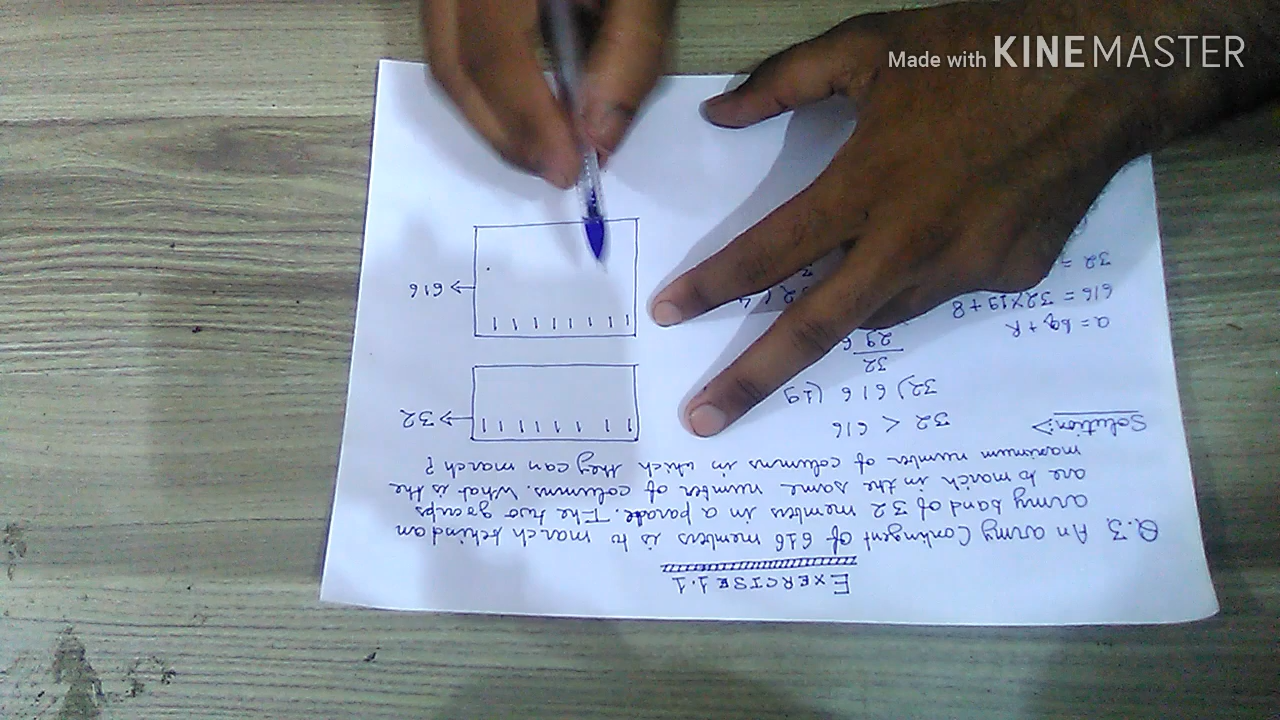 Made with KINEMASTER
EXERCISE 1.1
Q.3 An army Contingent of 616 members is to march behind an
army band of 32 members in a parade. The two groups
are to march in the same number of columns. What is the
maximum number of columns in which they can march?
Solution:>
32 < 616
32) 616 (19
32
296
a = bq + R
616 = 32×19+8
32 =
32 (4
→ 32
→ 616